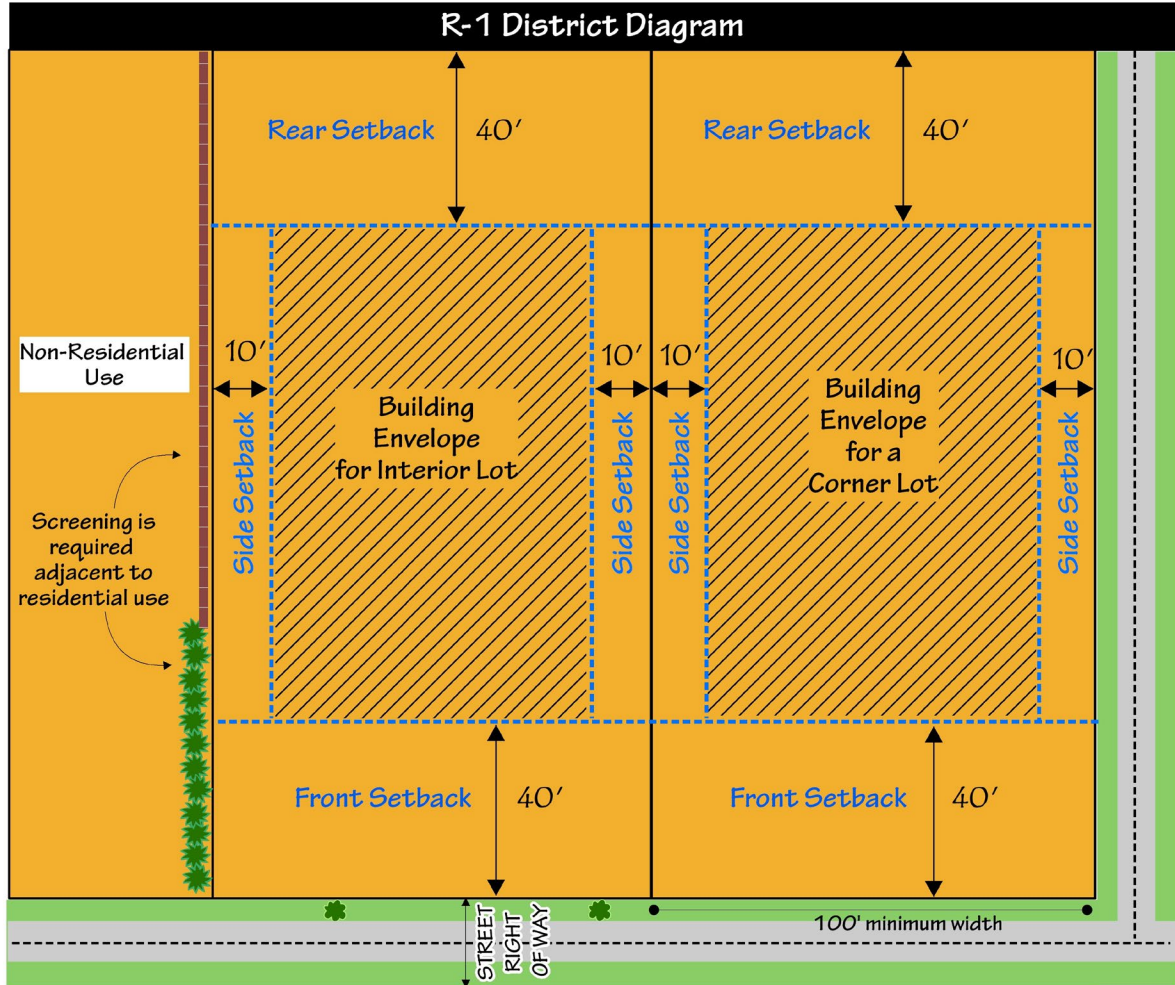 R-1 District Diagram
Rear Setback
40'
Rear Setback
40'
Non-Residential
Use
10'
10'
10'
10'
Side Setback
Side Setback
Side Setback
Side Setback
Building
Envelope
for Interior Lot
Building
Envelope
for a
Corner Lot
Screening is
required
adjacent to
residential use
Front Setback
40'
Front Setback
40'
STREET
RIGHT
OF WAY
100' minimum width